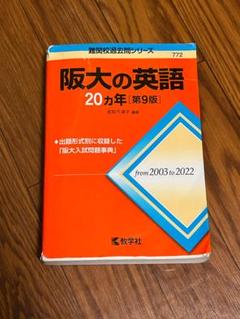 難関校過去問シリーズ
772
阪大の英語
20カ年[第9版]
編著
●出題形式別に収録した
「阪大入試問題事典」
from 2003 to 2022
教学社